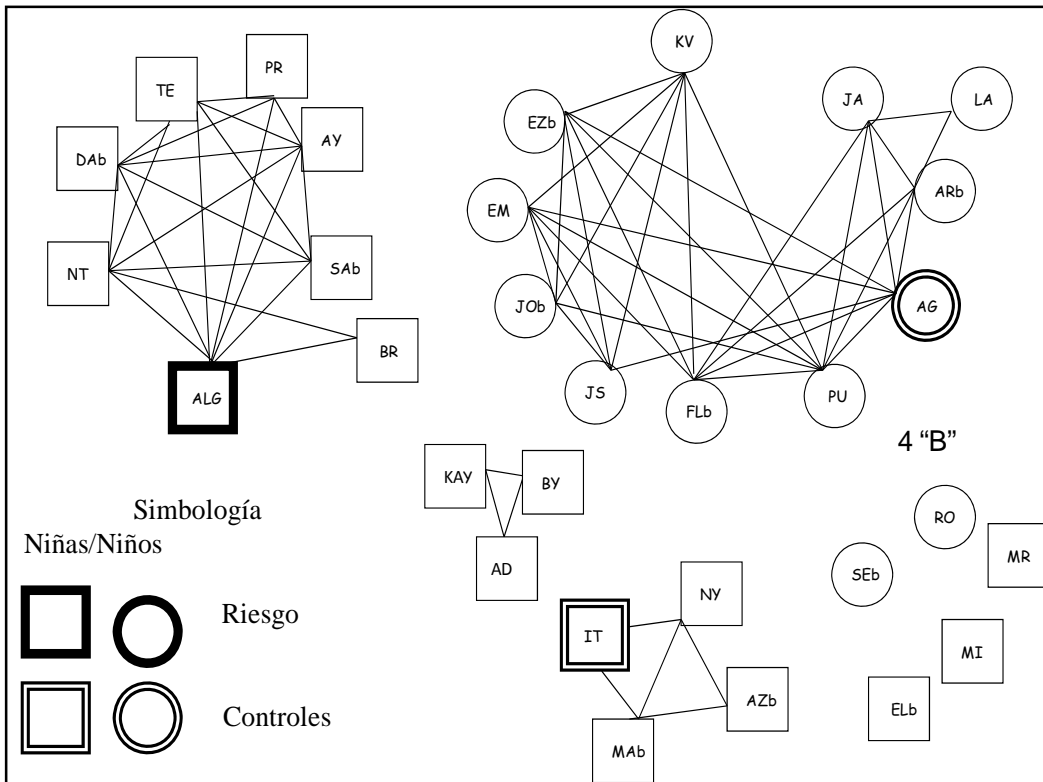 KV
PR
TE
JA
LA
EZb
AY
DAb
ARb
EM
NT
SAb
JOb
AG
BR
JS
ALG
FLb
PU
4 “B”
KAY
BY
Simbología
RO
Niñas/Niños
MR
AD
SEb
NY
Riesgo
IT
MI
AZb
ELb
Controles
MAb